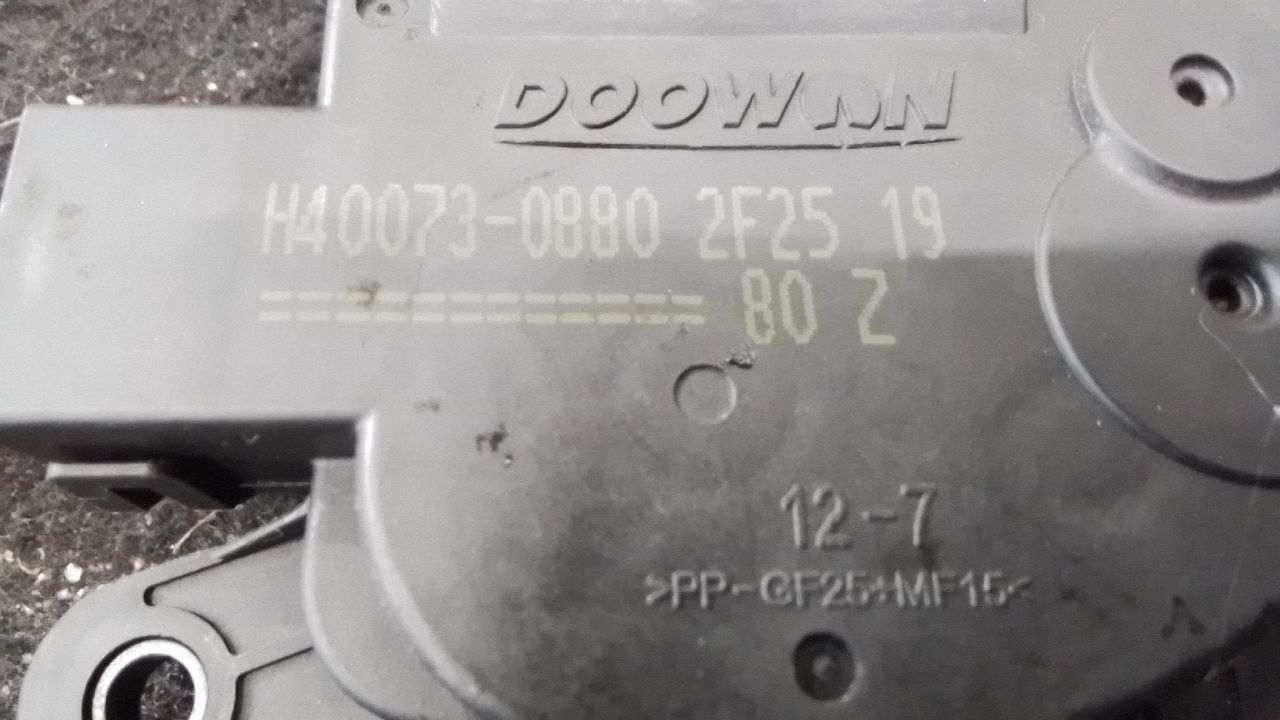 DOOWON
H40073-0880 2F25 19
============ 80 Z
12-7
>PP-GF25+MF15<